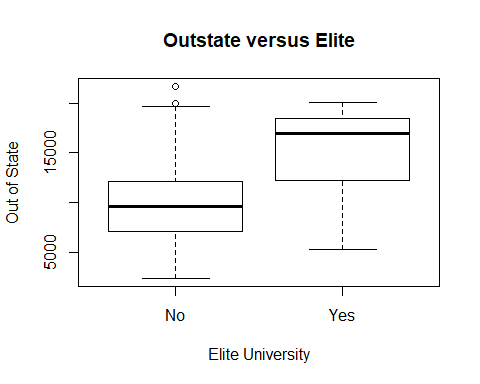 Outstate versus Elite
Out of State
15000
5000
No Yes
Elite University